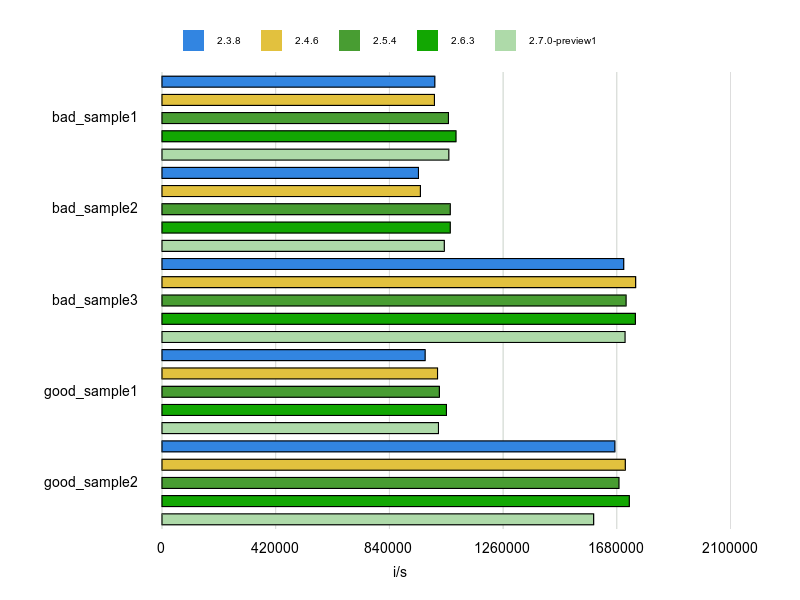 2.3.8 2.4.6 2.5.4 2.6.3 2.7.0-preview1
bad_sample1
bad_sample2
bad_sample3
good_sample1
good_sample2
0 420000 840000 1260000 1680000 2100000
i/s